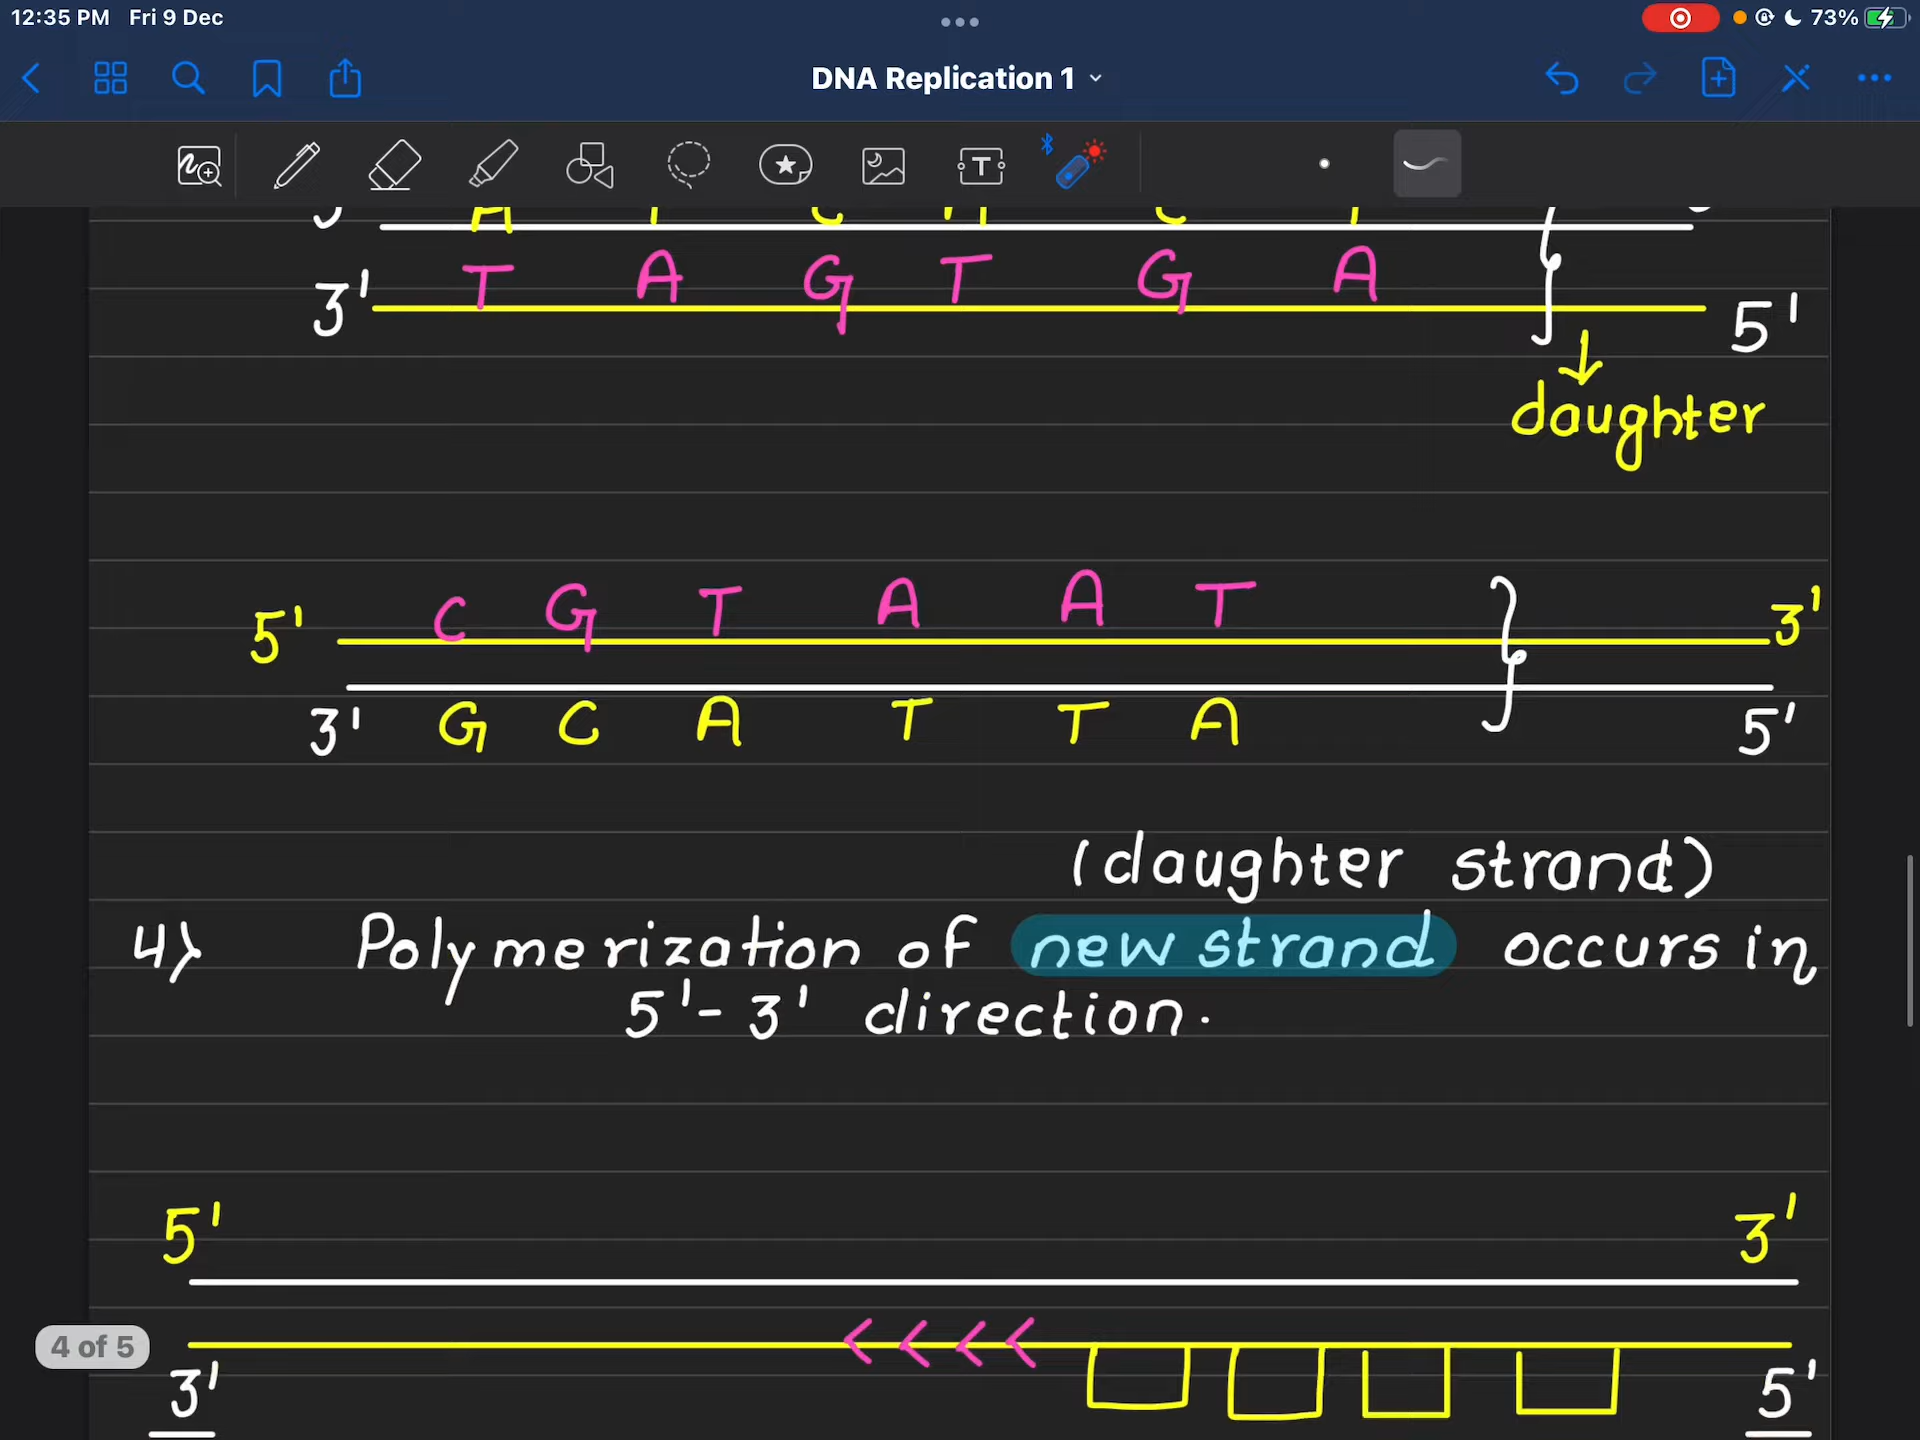 12:35 PM Fri 9 Dec
73%
DNA Replication 1
T A G T G A
3' 5'
daughter
C G T A A T
5' 3'
3' G C A T T A 5'
(daughter strand)
4) Polymerization of new strand occurs in
5'- 3' direction.
5' 3'
4 of 5
3' 5'